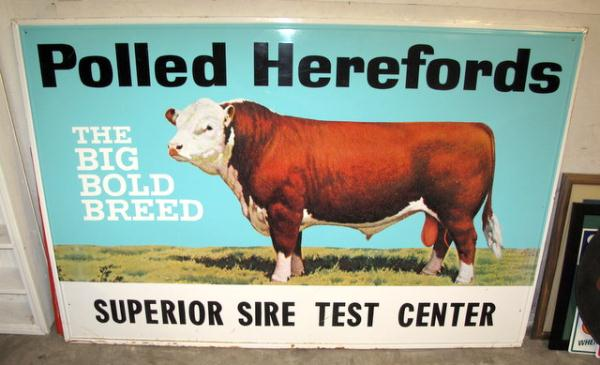 Polled Herefords
THE
BIG
BOLD
BREED
SUPERIOR SIRE TEST CENTER